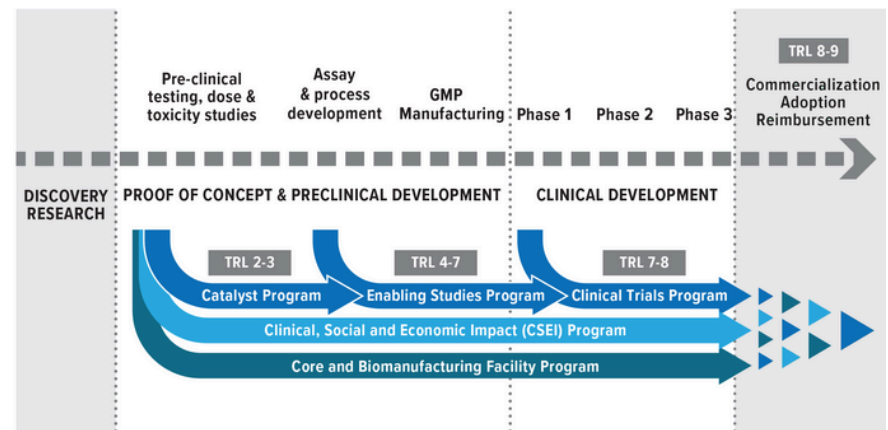 TRL 8-9
Commercialization
Adoption
Reimbursement
Pre-clinical
testing, dose &
toxicity studies
Assay
& process
development
GMP
Manufacturing
Phase 1
Phase 2
Phase 3
DISCOVERY
RESEARCH
PROOF OF CONCEPT & PRECLINICAL DEVELOPMENT
CLINICAL DEVELOPMENT
TRL 2-3
TRL 4-7
TRL 7-8
Catalyst Program
Enabling Studies Program
Clinical Trials Program
Clinical, Social and Economic Impact (CSEI) Program
Core and Biomanufacturing Facility Program